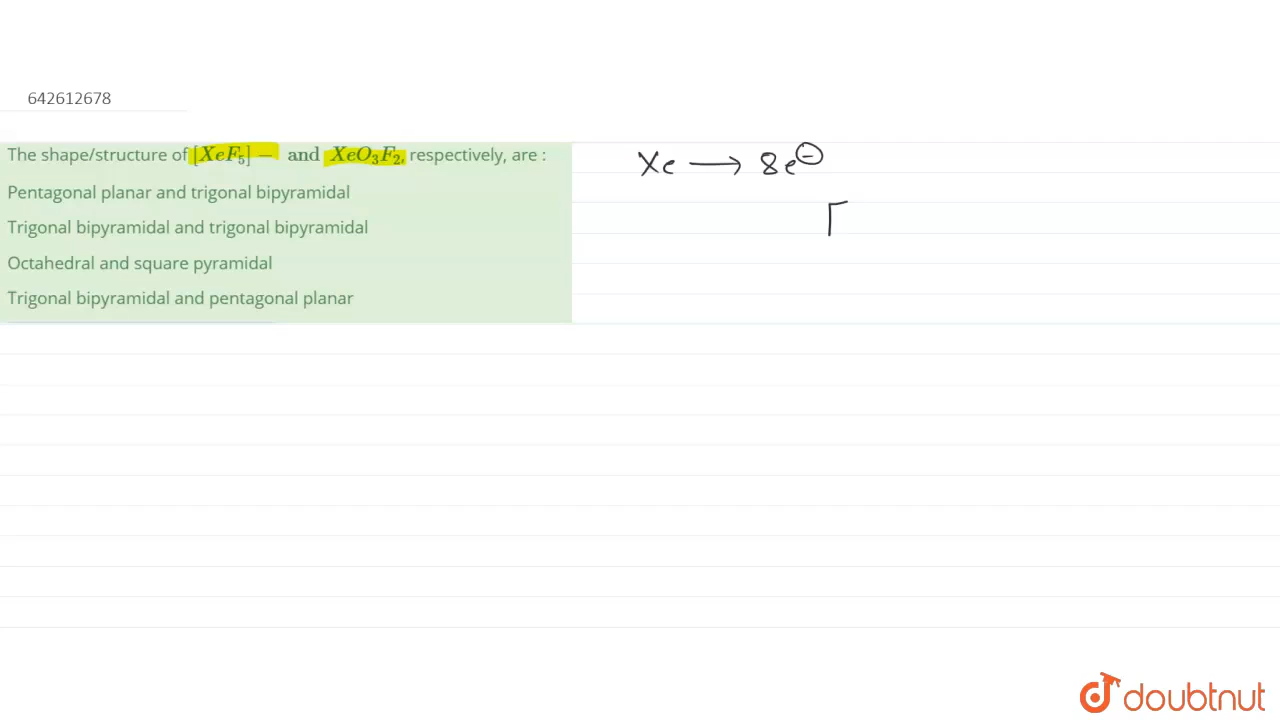 642612678
The shape/structure of [XeF₅] − and XeO₃F₂, respectively, are :
Pentagonal planar and trigonal bipyramidal
Trigonal bipyramidal and trigonal bipyramidal
Octahedral and square pyramidal
Trigonal bipyramidal and pentagonal planar
Xe ⟶ 8e⊖
[
doubtnut